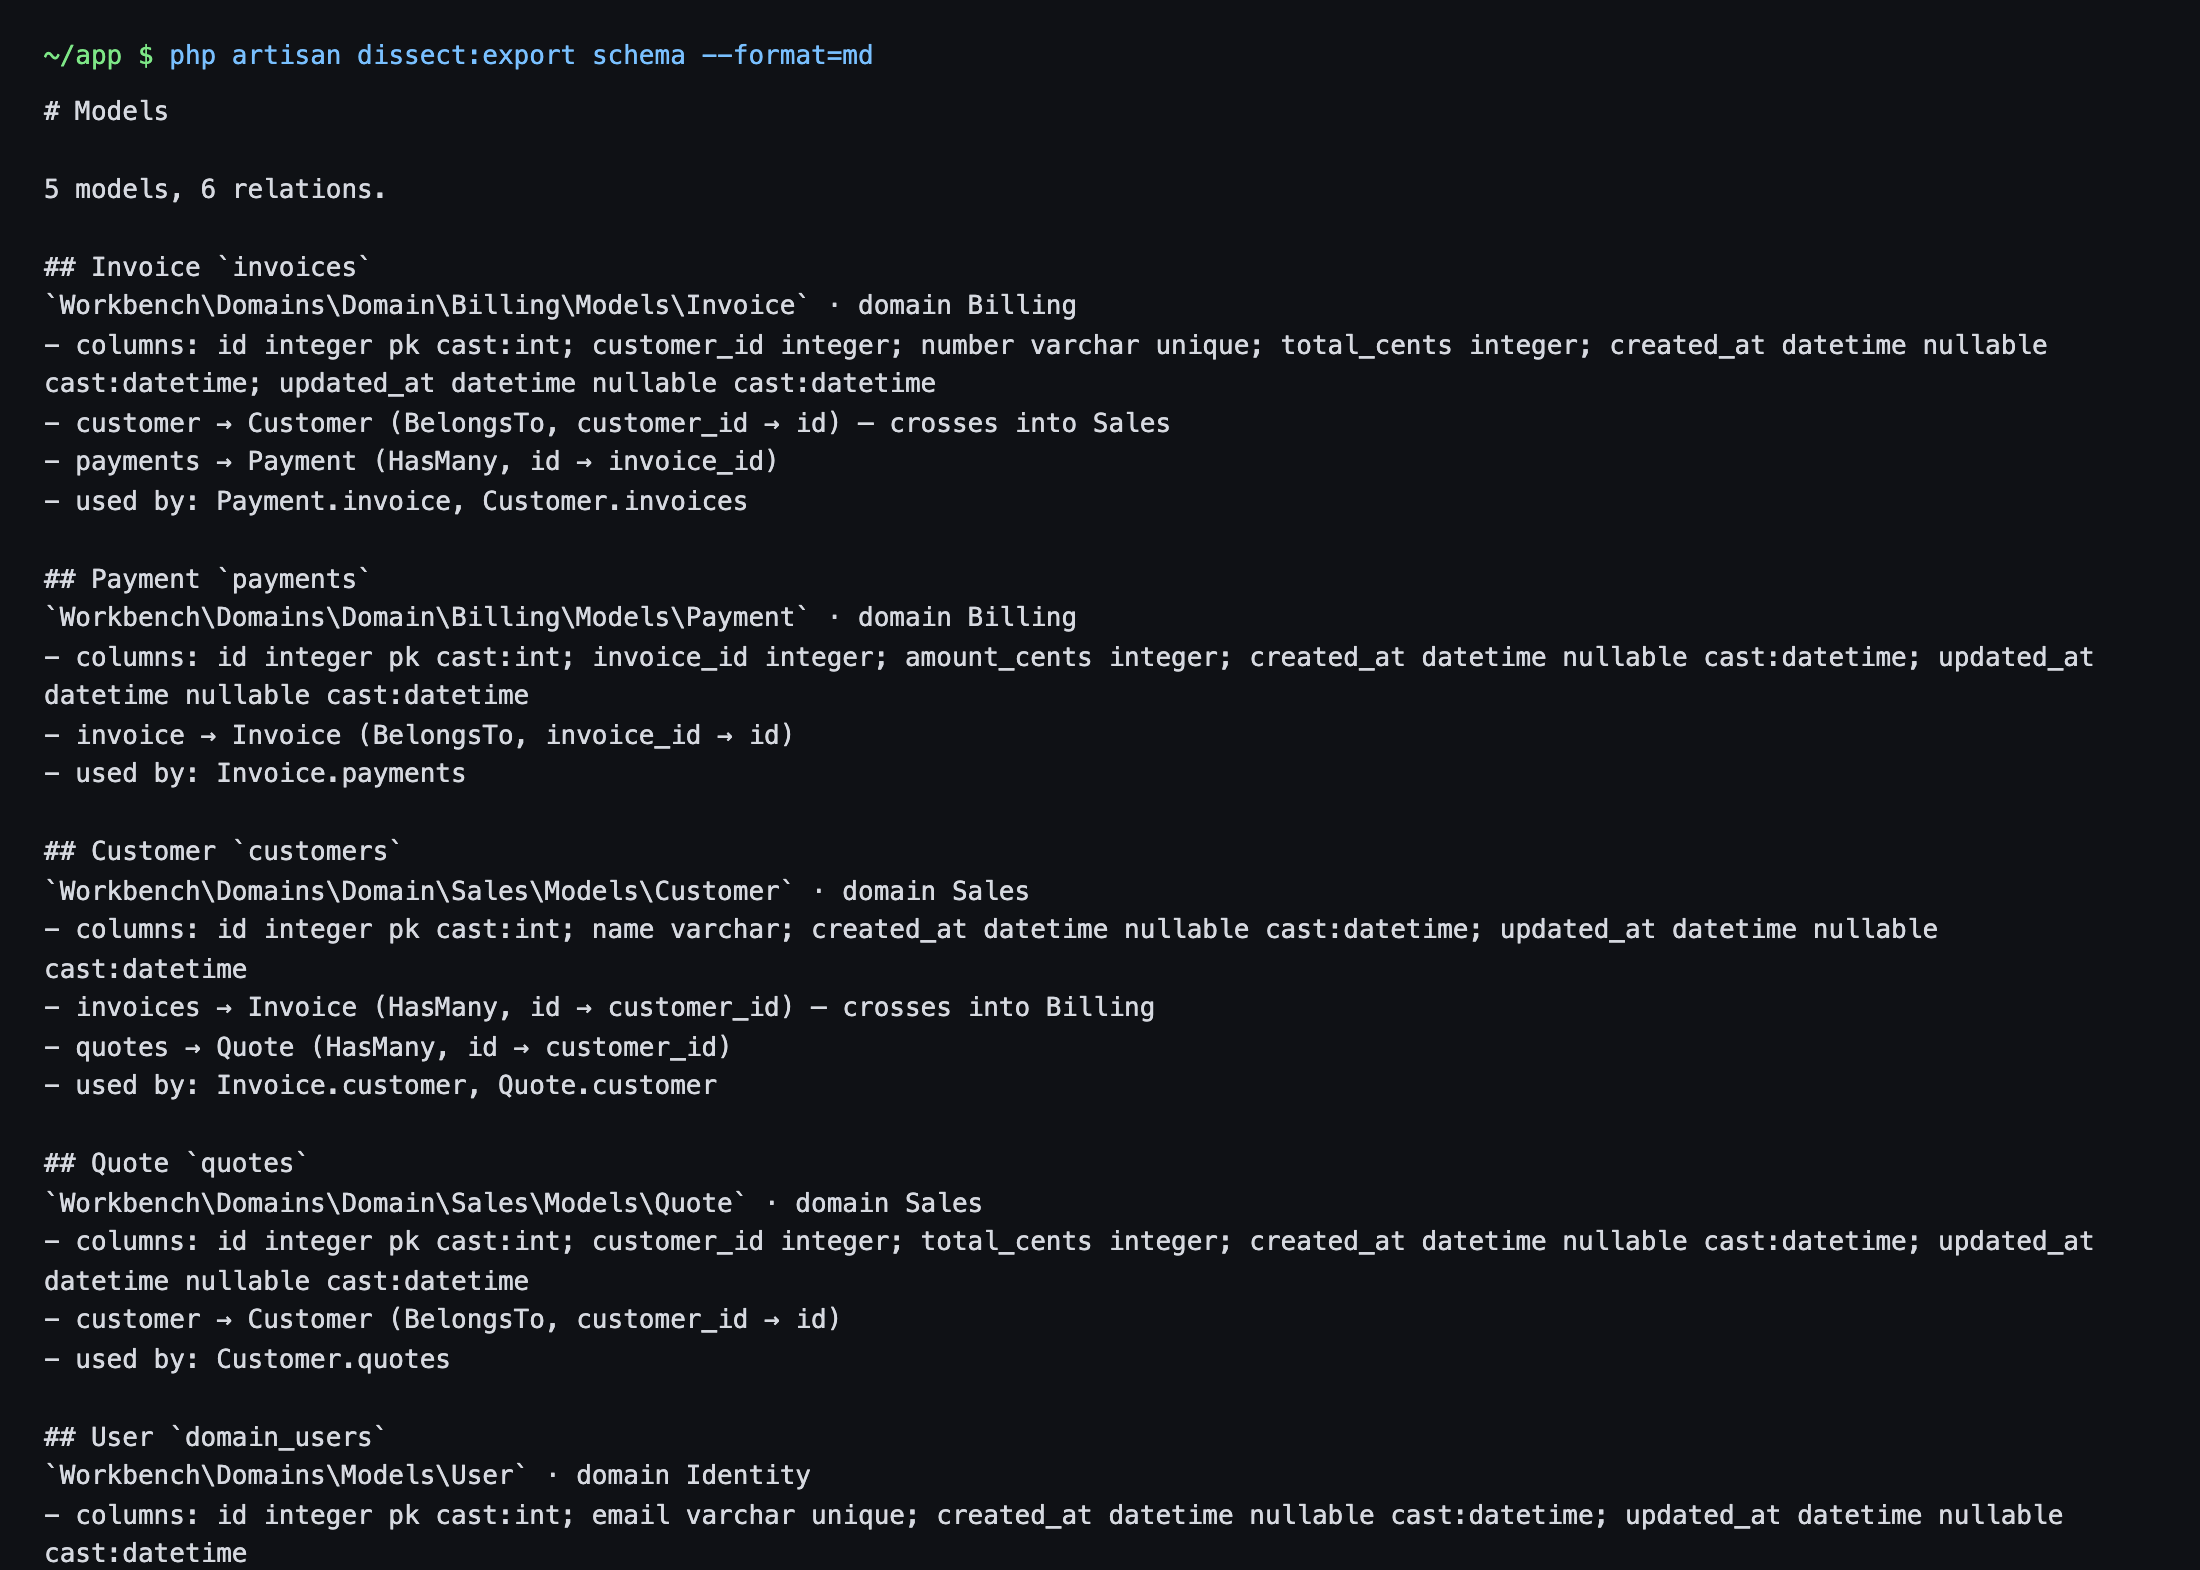 ~/app $ php artisan dissect:export schema --format=md
# Models
5 models, 6 relations.
## Invoice `invoices`
`Workbench\Domains\Domain\Billing\Models\Invoice` · domain Billing
- columns: id integer pk cast:int; customer_id integer; number varchar unique; total_cents integer; created_at datetime nullable
cast:datetime; updated_at datetime nullable cast:datetime
- customer → Customer (BelongsTo, customer_id → id) — crosses into Sales
- payments → Payment (HasMany, id → invoice_id)
- used by: Payment.invoice, Customer.invoices
## Payment `payments`
`Workbench\Domains\Domain\Billing\Models\Payment` · domain Billing
- columns: id integer pk cast:int; invoice_id integer; amount_cents integer; created_at datetime nullable cast:datetime; updated_at
datetime nullable cast:datetime
- invoice → Invoice (BelongsTo, invoice_id → id)
- used by: Invoice.payments
## Customer `customers`
`Workbench\Domains\Domain\Sales\Models\Customer` · domain Sales
- columns: id integer pk cast:int; name varchar; created_at datetime nullable cast:datetime; updated_at datetime nullable
cast:datetime
- invoices → Invoice (HasMany, id → customer_id) — crosses into Billing
- quotes → Quote (HasMany, id → customer_id)
- used by: Invoice.customer, Quote.customer
## Quote `quotes`
`Workbench\Domains\Domain\Sales\Models\Quote` · domain Sales
- columns: id integer pk cast:int; customer_id integer; total_cents integer; created_at datetime nullable cast:datetime; updated_at
datetime nullable cast:datetime
- customer → Customer (BelongsTo, customer_id → id)
- used by: Customer.quotes
## User `domain_users`
`Workbench\Domains\Models\User` · domain Identity
- columns: id integer pk cast:int; email varchar unique; created_at datetime nullable cast:datetime; updated_at datetime nullable
cast:datetime